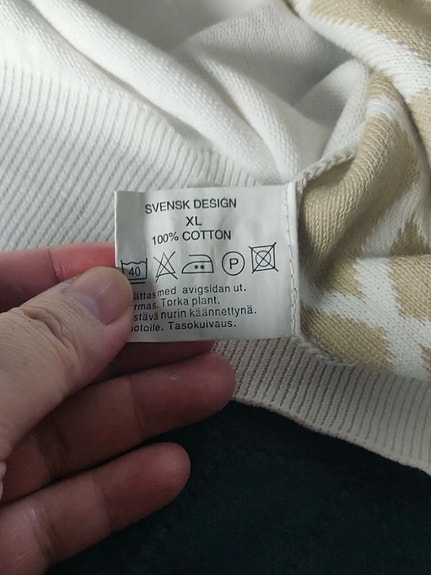 SVENSK DESIGN
XL
100% COTTON
40 P
med avigsidan ut.
Torka plant.
nurin käännettynä.
Tasokuivaus.